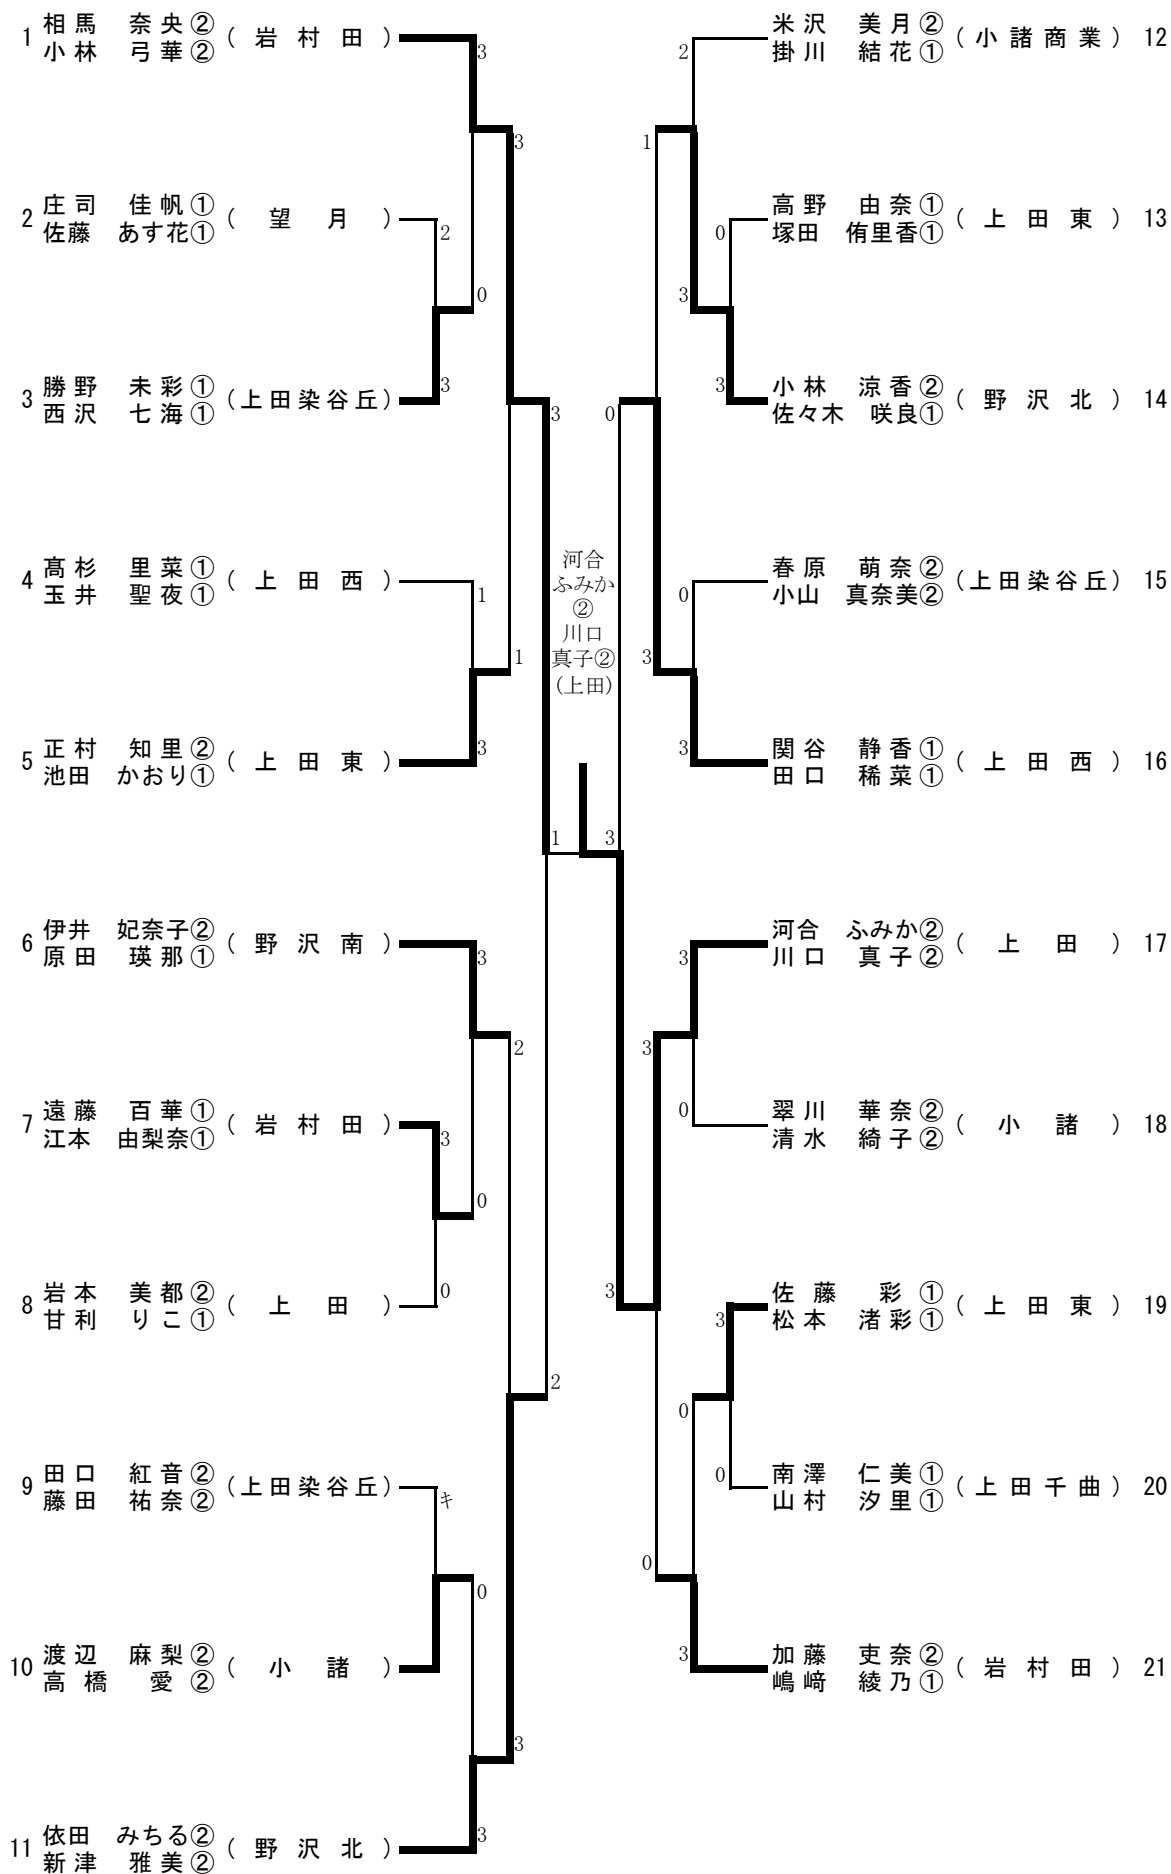 1 相馬 奈央② (岩村田)
小林 弓華②
3
3
2 庄司 佳帆① (望月)
佐藤 あす花①
2
0
3 勝野 未彩① (上田染谷丘)
西沢 七海①
3
3
4 髙杉 里菜① (上田西)
玉井 聖夜①
1
1
5 正村 知里② (上田東)
池田 かおり①
3
1
6 伊井 妃奈子② (野沢南)
原田 瑛那①
3
2
7 遠藤 百華① (岩村田)
江本 由梨奈①
3
0
8 岩本 美都② (上田)
甘利 りこ①
0
2
9 田口 紅音② (上田染谷丘)
藤田 祐奈②
キ
0
10 渡辺 麻梨② (小諸)
高橋 愛②
3
11 依田 みちる② (野沢北)
新津 雅美②
3
河合
ふみか
②
川口
真子②
(上田)
米沢 美月② (小諸商業) 12
掛川 結花①
2
1
高野 由奈① (上田東) 13
塚田 侑里香①
0
3
小林 涼香② (野沢北) 14
佐々木 咲良①
3
0
春原 萌奈② (上田染谷丘) 15
小山 真奈美②
0
3
関谷 静香① (上田西) 16
田口 稀菜①
3
3
河合 ふみか② (上田) 17
川口 真子②
3
3
翠川 華奈② (小諸) 18
清水 綺子②
0
3
佐藤 彩① (上田東) 19
松本 渚彩①
3
0
南澤 仁美① (上田千曲) 20
山村 汐里①
0
0
加藤 吏奈② (岩村田) 21
嶋﨑 綾乃①
3